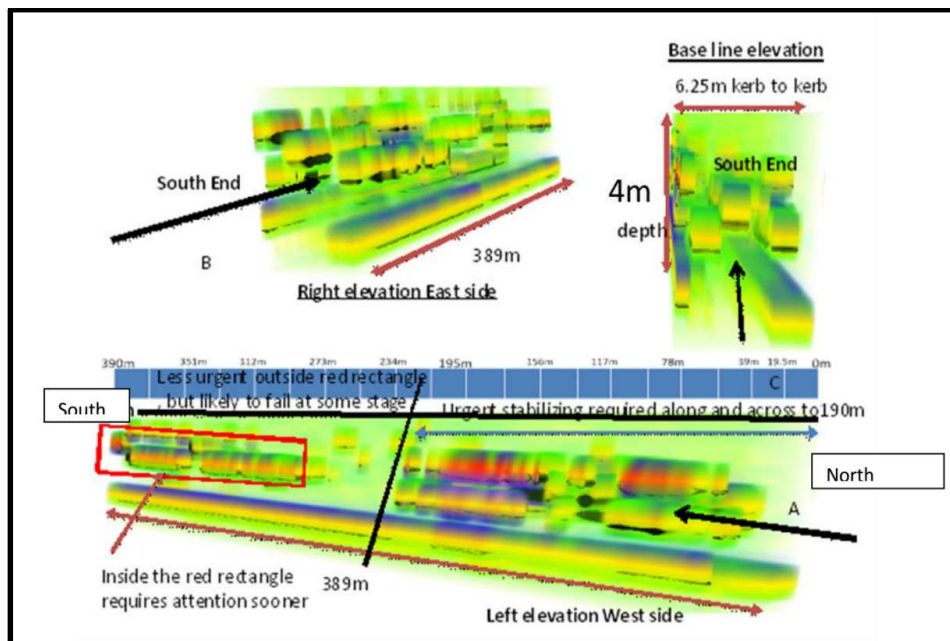 Base line elevation
6.25m kerb to kerb
South End
South End
4m
depth
B
389m
Right elevation East side
390m 351m 312m 273m 234m 195m 156m 117m 78m 39m 19.5m 0m
Less urgent outside red rectangle
but likely to fail at some stage
C
South
Urgent stabilizing required along and across to190m
North
A
Inside the red rectangle
requires attention sooner
389m
Left elevation West side